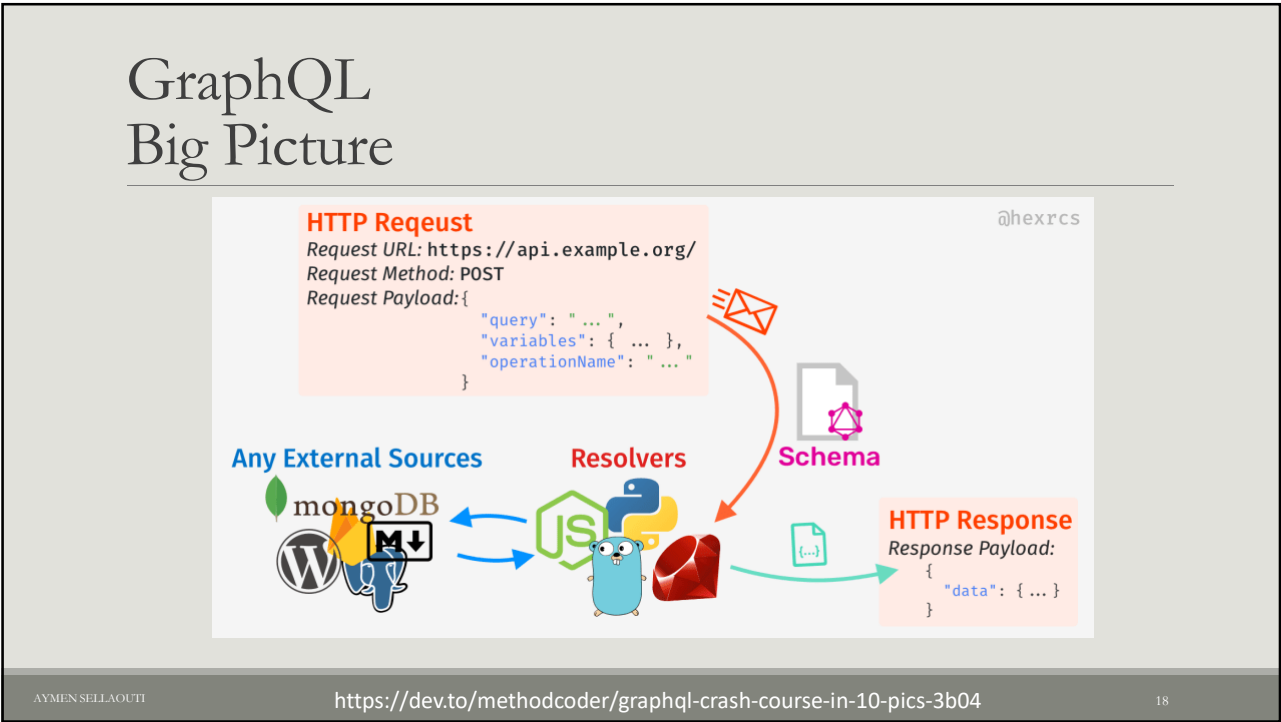 GraphQL
Big Picture
HTTP Reqeust
@hexrcs
Request URL: https://api.example.org/
Request Method: POST
Request Payload:{
"query": "...",
"variables": { ... },
"operationName": "..."
}
Schema
Any External Sources
Resolvers
mongoDB
W
M
JS
{...}
HTTP Response
Response Payload:
{
"data": {...}
}
AYMEN SELLAOUTI
https://dev.to/methodcoder/graphql-crash-course-in-10-pics-3b04
18